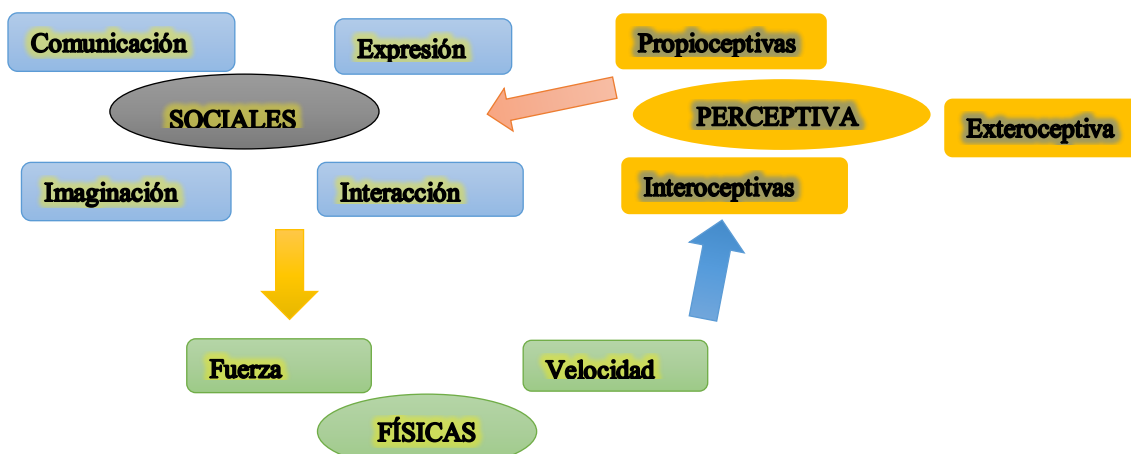 Comunicación
Expresión
SOCIALES
Imaginación
Interacción
Propioceptivas
PERCEPTIVA
Exteroceptiva
Interoceptivas
Fuerza
Velocidad
FÍSICAS